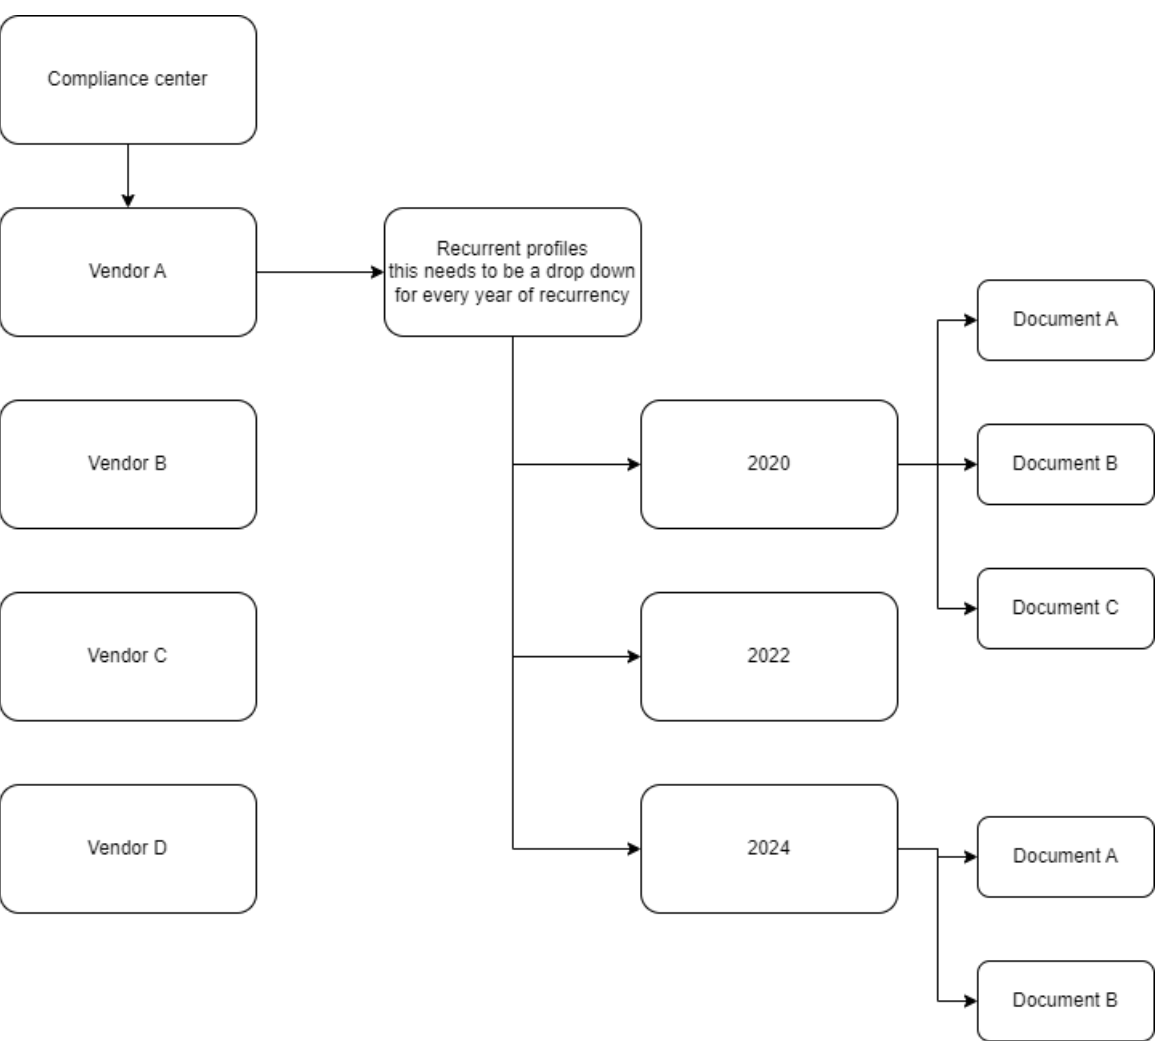 Compliance center
Vendor A
Recurrent profiles
this needs to be a drop down
for every year of recurrency
Document A
Vendor B
2020
Document B
Document C
Vendor C
2022
Vendor D
2024
Document A
Document B